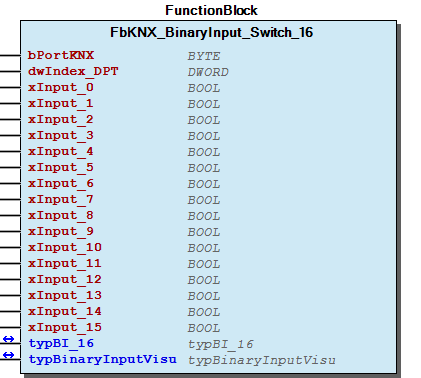 FunctionBlock
FbKNX_BinaryInput_Switch_16
bPortKNX BYTE
dwIndex_DPT DWORD
xInput_0 BOOL
xInput_1 BOOL
xInput_2 BOOL
xInput_3 BOOL
xInput_4 BOOL
xInput_5 BOOL
xInput_6 BOOL
xInput_7 BOOL
xInput_8 BOOL
xInput_9 BOOL
xInput_10 BOOL
xInput_11 BOOL
xInput_12 BOOL
xInput_13 BOOL
xInput_14 BOOL
xInput_15 BOOL
typBI_16 typBI_16
typBinaryInputVisu typBinaryInputVisu